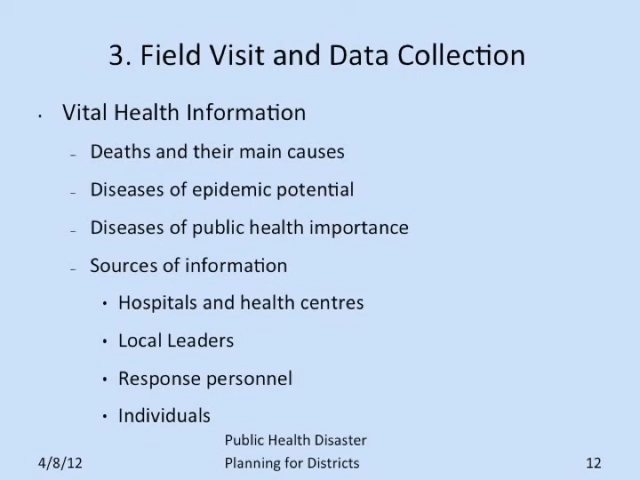 3. Field Visit and Data Collection
• Vital Health Information
– Deaths and their main causes
– Diseases of epidemic potential
– Diseases of public health importance
– Sources of information
• Hospitals and health centres
• Local Leaders
• Response personnel
• Individuals
Public Health Disaster
4/8/12 Planning for Districts 12